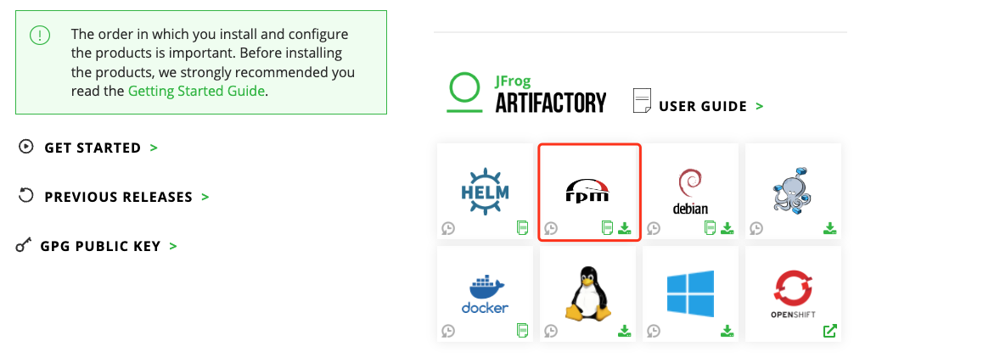 The order in which you install and configure
the products is important. Before installing
the products, we strongly recommended you
read the Getting Started Guide.
GET STARTED >
PREVIOUS RELEASES >
GPG PUBLIC KEY >
JFrog
ARTIFACTORY
USER GUIDE >
HELM
rpm
debian
docker
OPENSHIFT